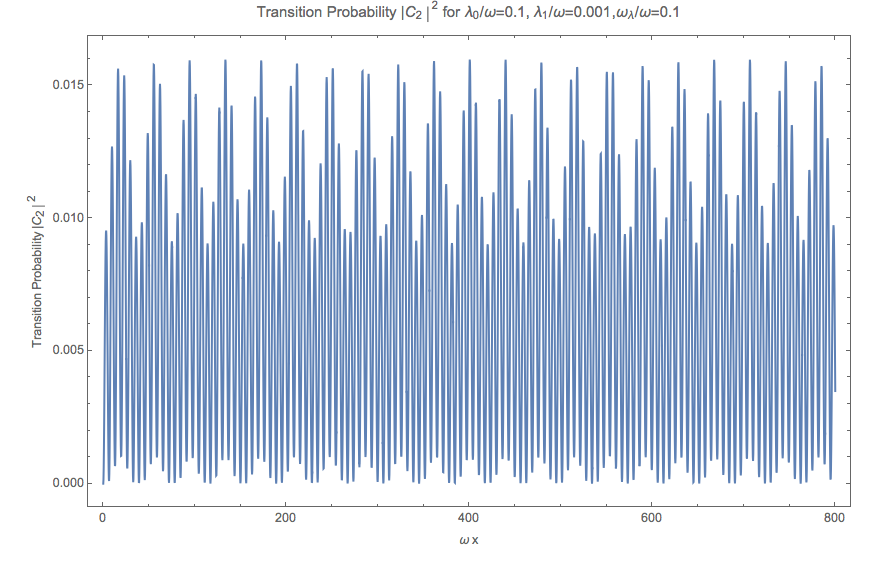 Transition Probability |C₂|² for λ₀/ω=0.1, λ₁/ω=0.001,ωλ/ω=0.1
Transition Probability |C₂|²
0.015
0.010
0.005
0.000
0 200 400 600 800
ω x